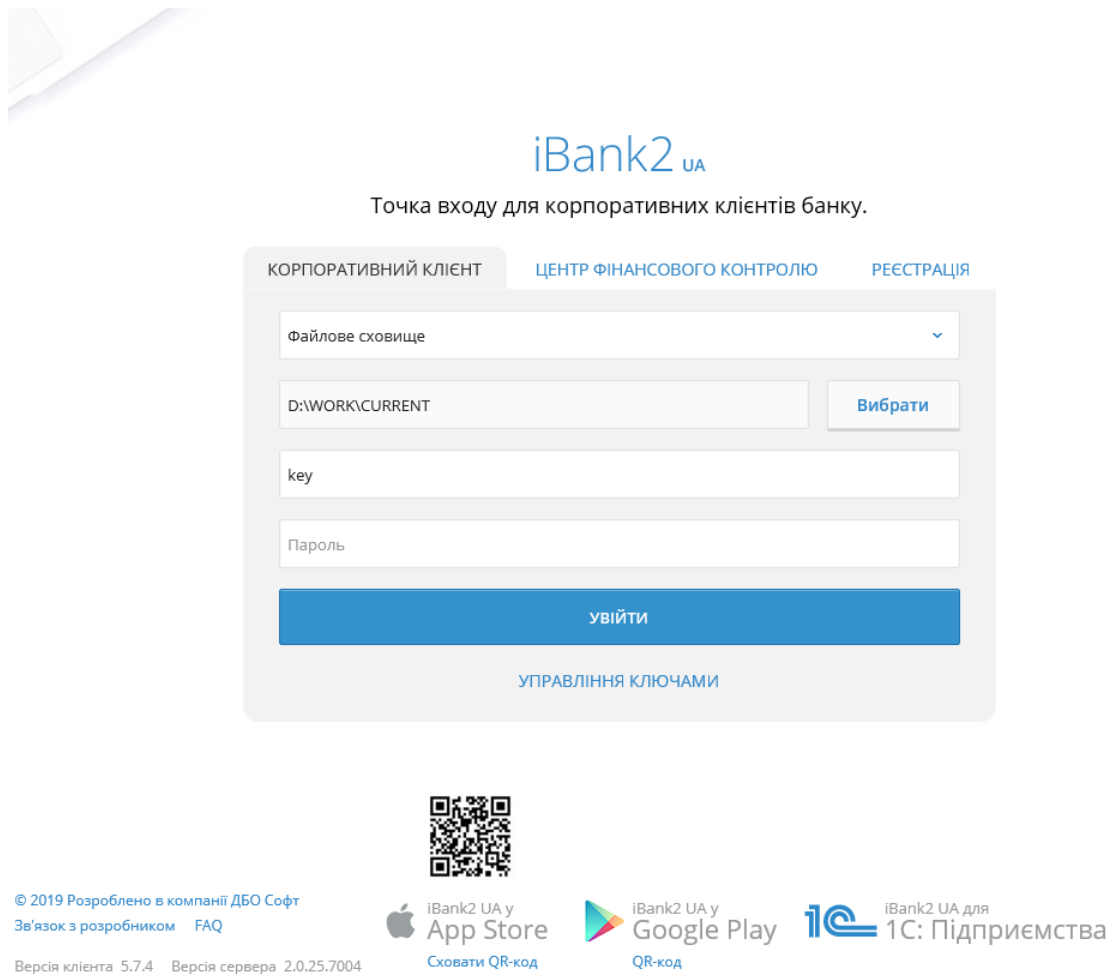 iBank2 UA
Точка входу для корпоративних клієнтів банку.
КОРПОРАТИВНИЙ КЛІЄНТ ЦЕНТР ФІНАНСОВОГО КОНТРОЛЮ РЕЄСТРАЦІЯ
Файлове сховище
D:\WORK\CURRENT Вибрати
key
Пароль
УВІЙТИ
УПРАВЛІННЯ КЛЮЧАМИ
© 2019 Розроблено в компанії ДБО Софт
Зв'язок з розробником FAQ
Версія клієнта 5.7.4 Версія сервера 2.0.25.7004
iBank2 UA у
App Store
Сховати QR-код
iBank2 UA у
Google Play
QR-код
1С
iBank2 UA для
1С: Підприємства